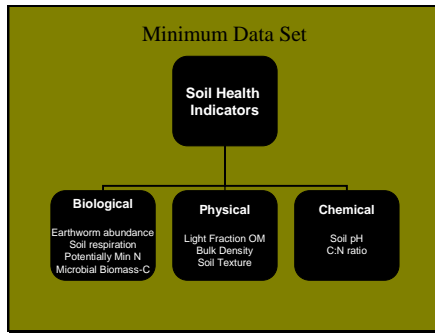 Minimum Data Set
Soil Health
Indicators
Biological
Earthworm abundance
Soil respiration
Potentially Min N
Microbial Biomass-C
Physical
Light Fraction OM
Bulk Density
Soil Texture
Chemical
Soil pH
C:N ratio